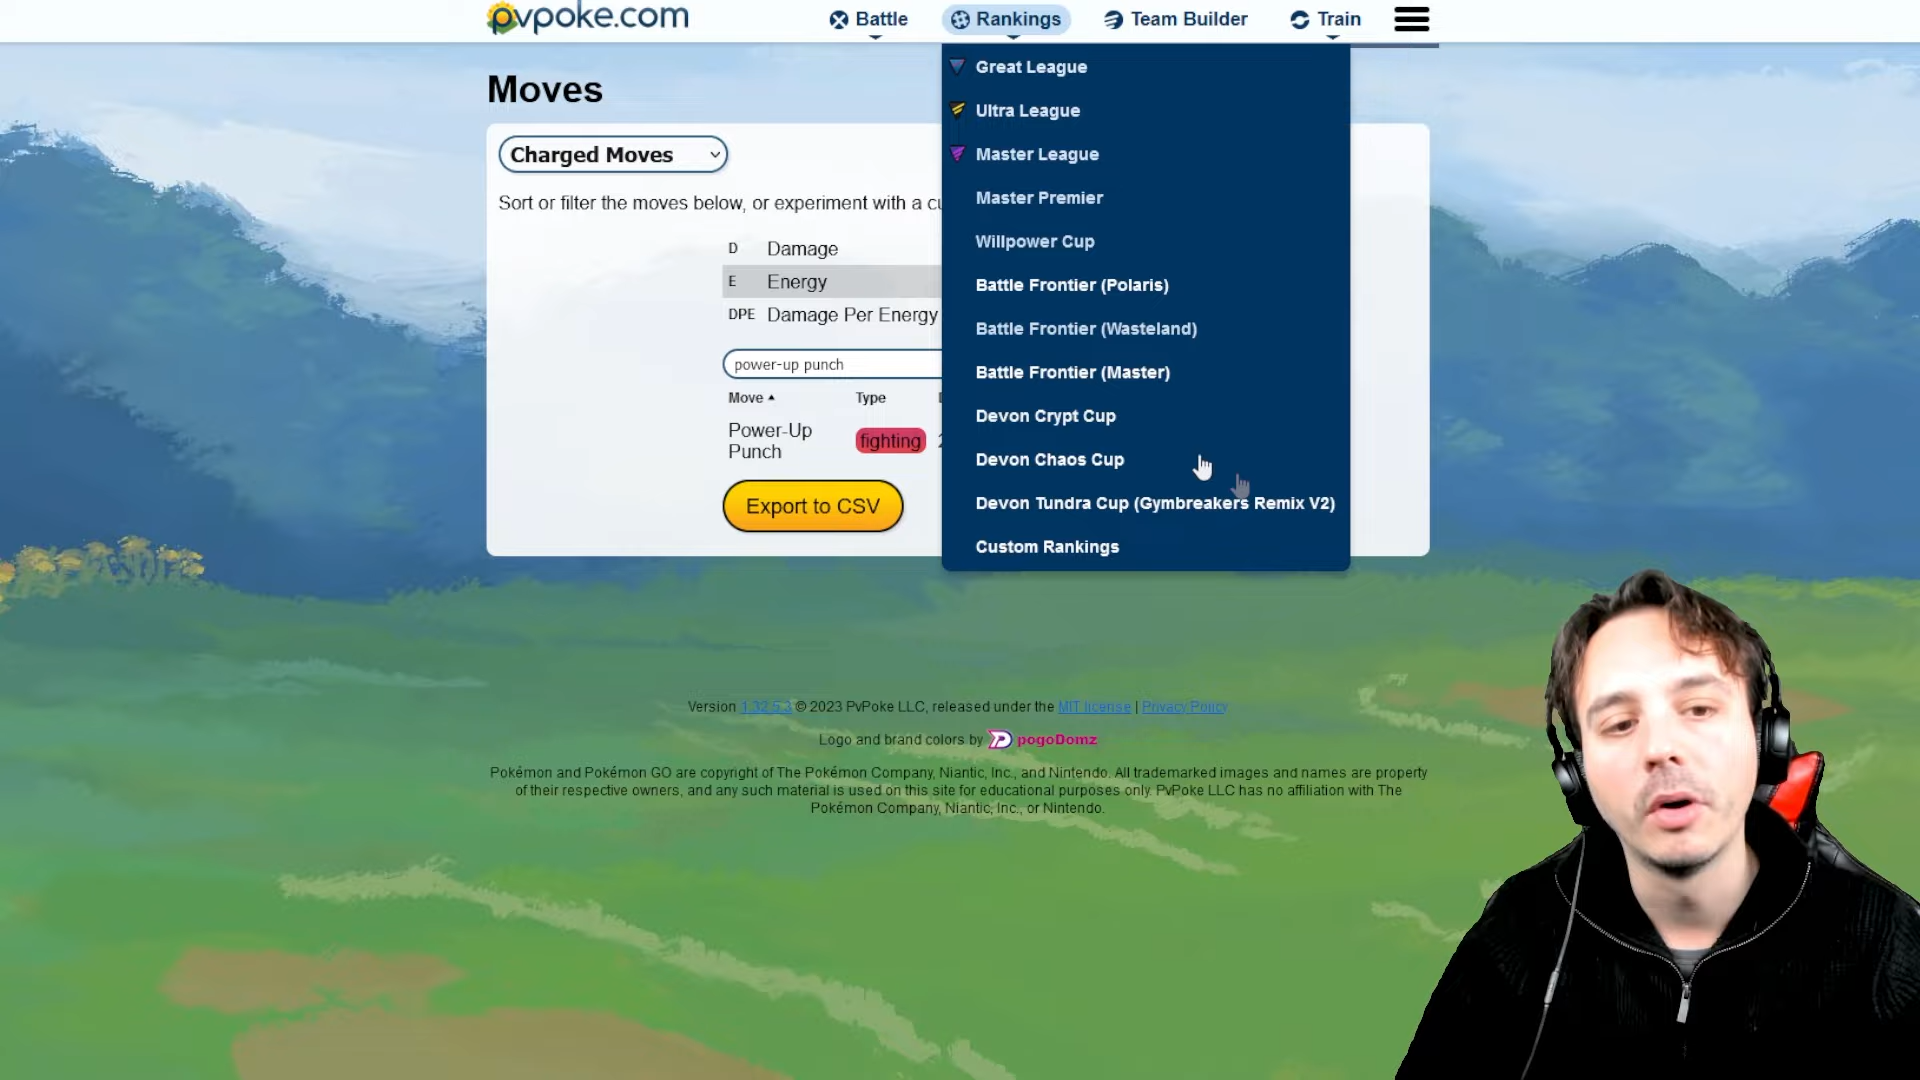 pvpoke.com
Battle
Rankings
Team Builder
Train
Great League
Ultra League
Master League
Master Premier
Willpower Cup
Battle Frontier (Polaris)
Battle Frontier (Wasteland)
Battle Frontier (Master)
Devon Crypt Cup
Devon Chaos Cup
Devon Tundra Cup (Gymbreakers Remix V2)
Custom Rankings
Moves
Charged Moves
Sort or filter the moves below, or experiment with a
D Damage
E Energy
DPE Damage Per Energy
power-up punch
Move Type
Power-Up
Punch
fighting
Export to CSV
Version 1.32.5.3 © 2023 PvPoke LLC, released under the MIT license | Privacy Policy
Logo and brand colors by pogoDomz
Pokémon and Pokémon GO are copyright of The Pokémon Company, Niantic, Inc., and Nintendo. All trademarked images and names are property
of their respective owners, and any such material is used on this site for educational purposes only. PvPoke LLC has no affiliation with The
Pokémon Company, Niantic, Inc., or Nintendo.